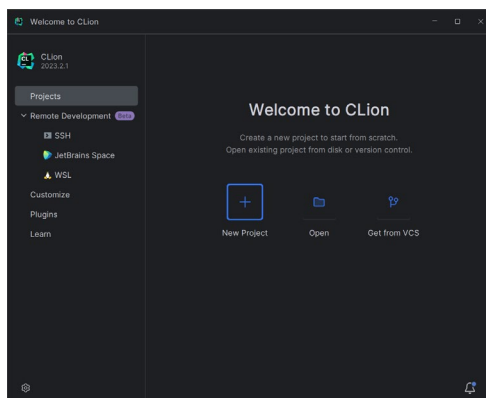 Welcome to CLion
CL
CLion
2023.2.1
Projects
Remote Development Beta
SSH
JetBrains Space
WSL
Customize
Plugins
Learn
Welcome to CLion
Create a new project to start from scratch.
Open existing project from disk or version control.
New Project
Open
Get from VCS